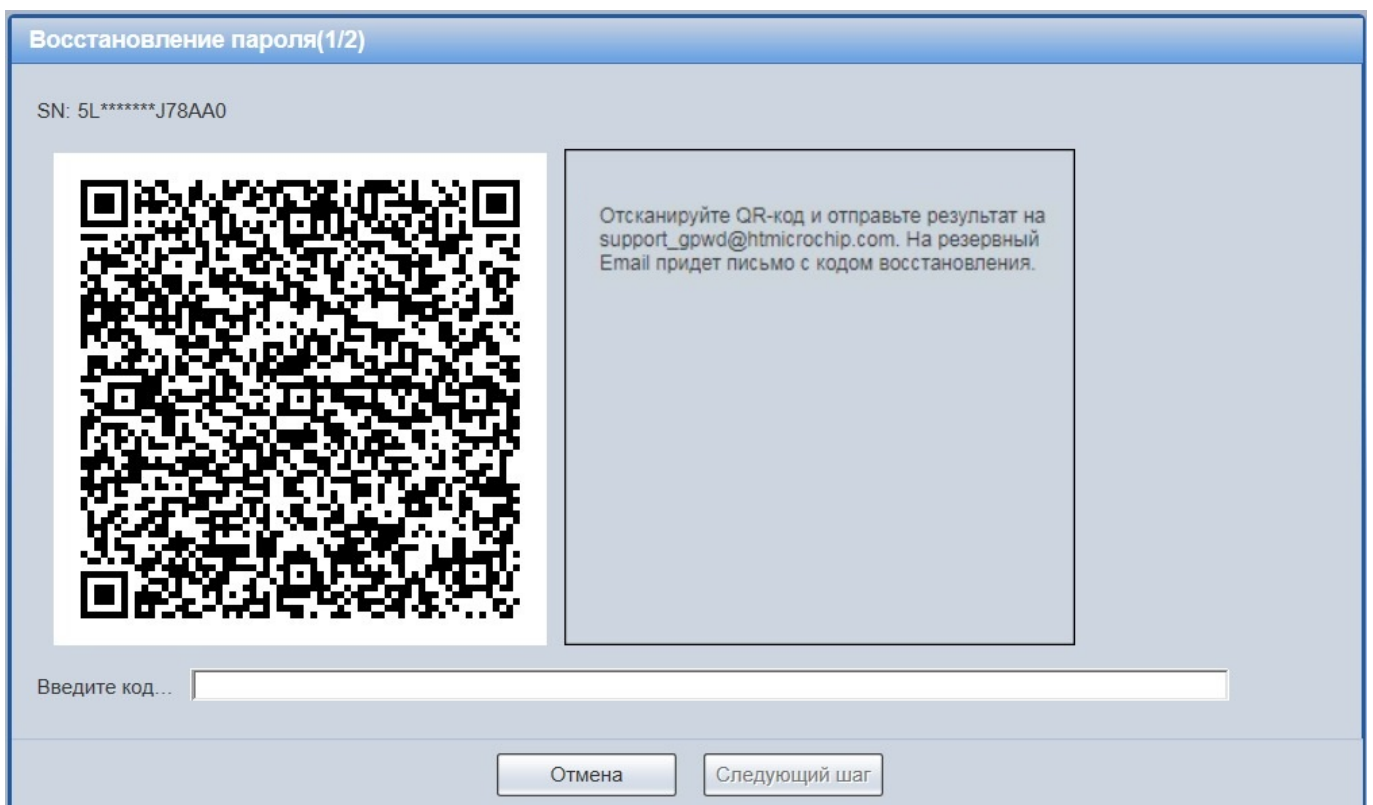 Восстановление пароля(1/2)
SN: 5L*******J78AA0
Отсканируйте QR-код и отправьте результат на
support_gpwd@htmicrochip.com. На резервный
Email придет письмо с кодом восстановления.
Введите код...
Отмена
Следующий шаг